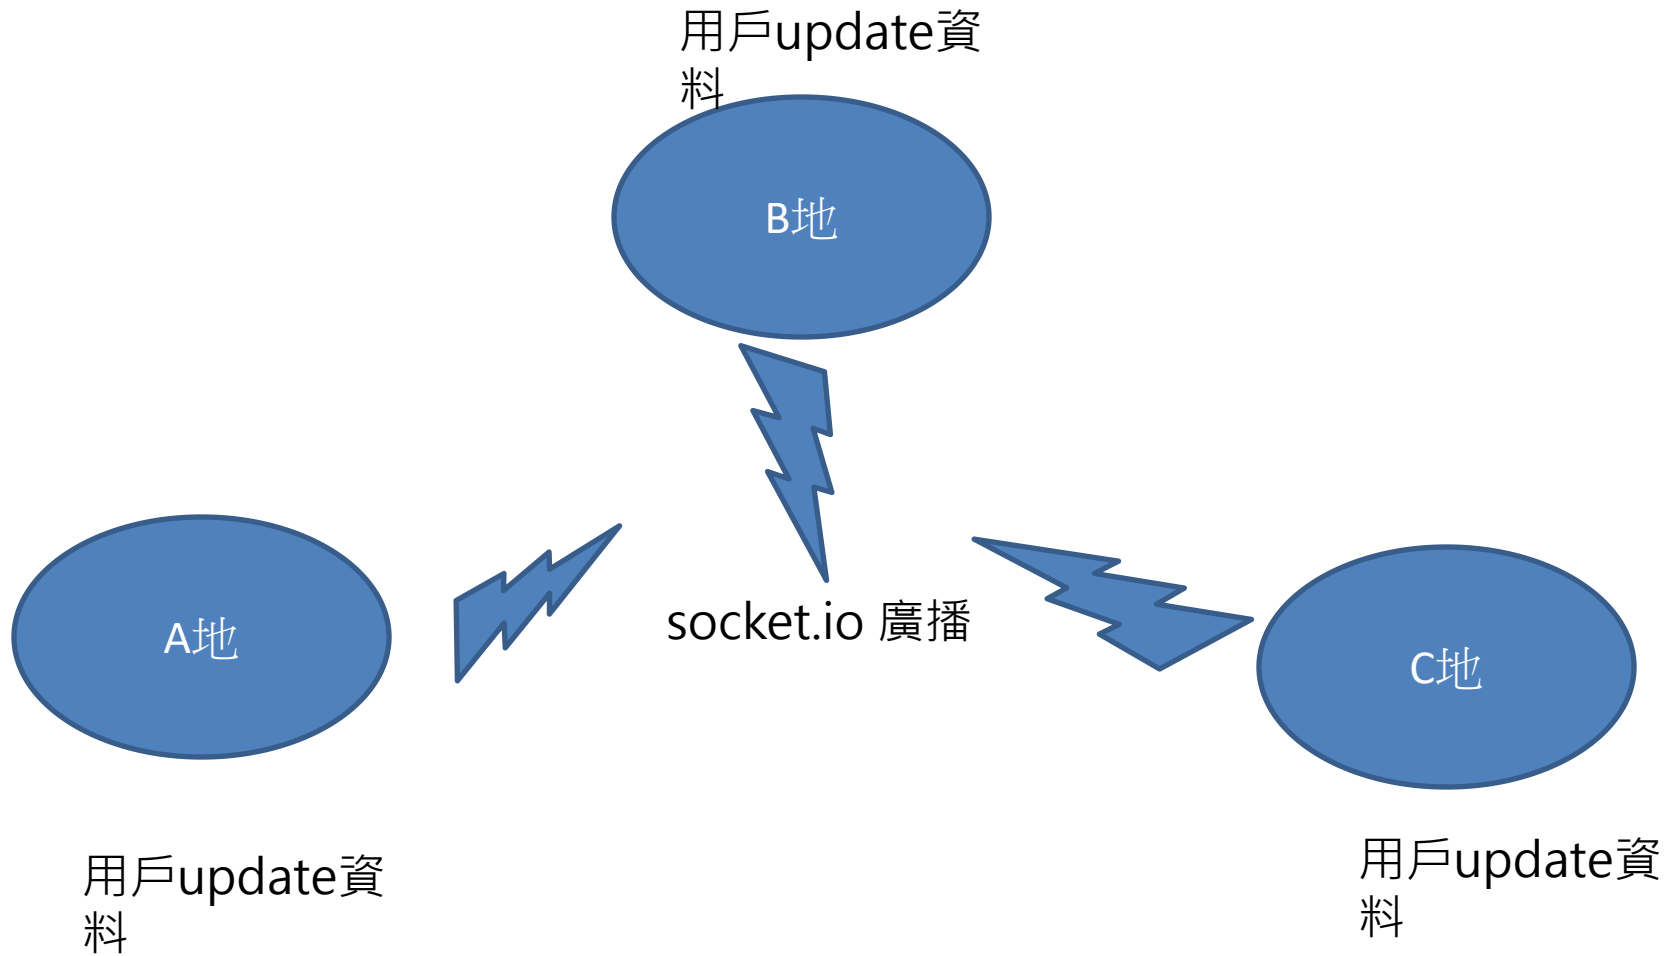 用戶update資
料
B地
socket.io 廣播
A地
C地
用戶update資
料
用戶update資
料